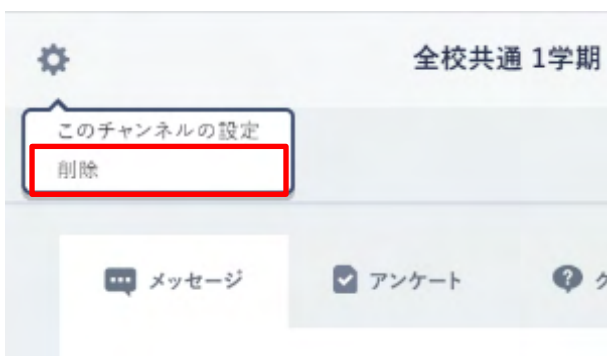 全校共通 1学期
このチャンネルの設定
削除
メッセージ
アンケート